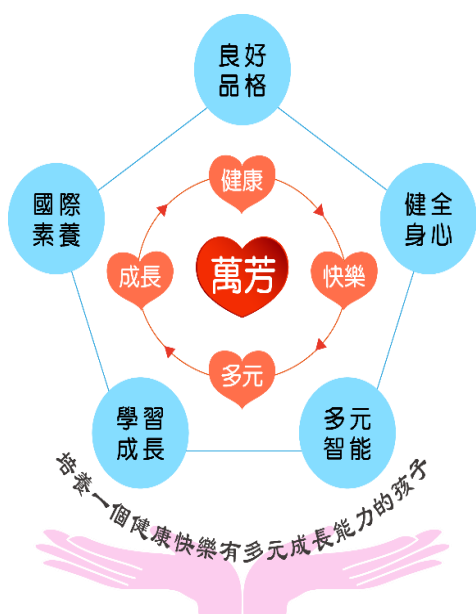 良好
品格
國際
素養
健全
身心
健康
成長
萬芳
快樂
多元
學習
成長
多元
智能
培養一個健康快樂有多元成長能力的孩子